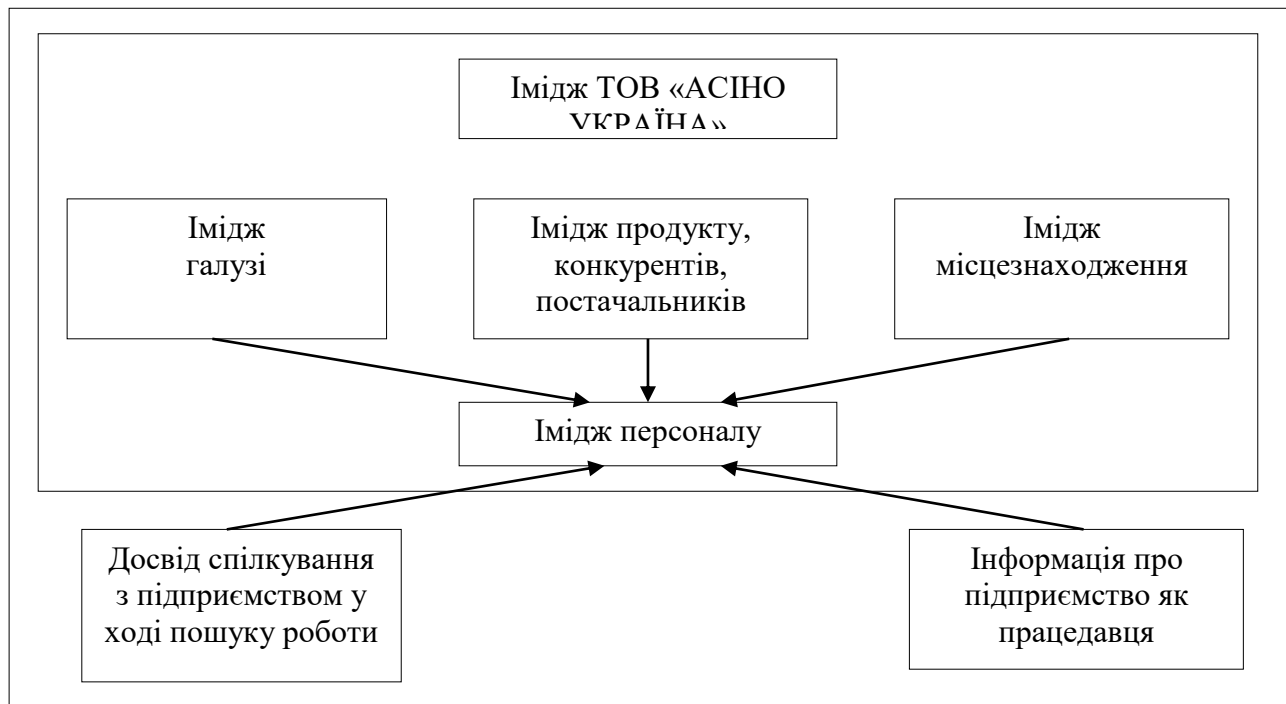 Імідж ТОВ «АСІНО
УКРАЇНА»
Імідж
галузі
Імідж продукту,
конкурентів,
постачальників
Імідж
місцезнаходження
Імідж персоналу
Досвід спілкування
з підприємством у
ході пошуку роботи
Інформація про
підприємство як
працедавця